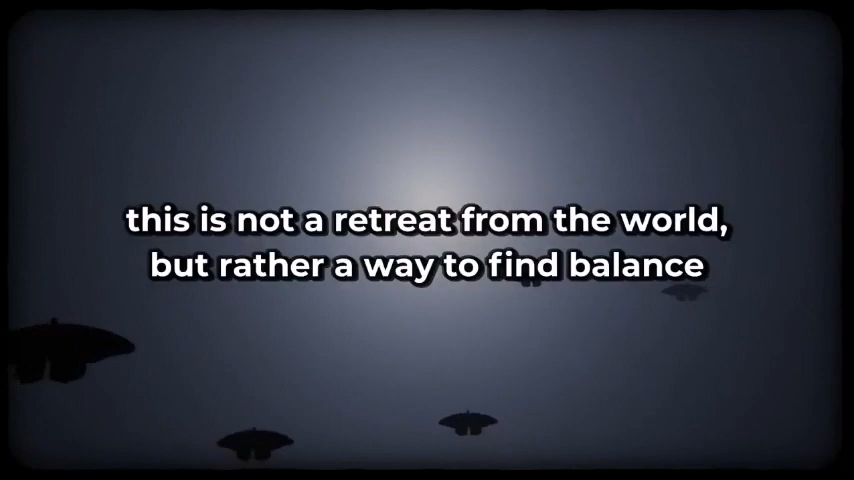 this is not a retreat from the world,
but rather a way to find balance